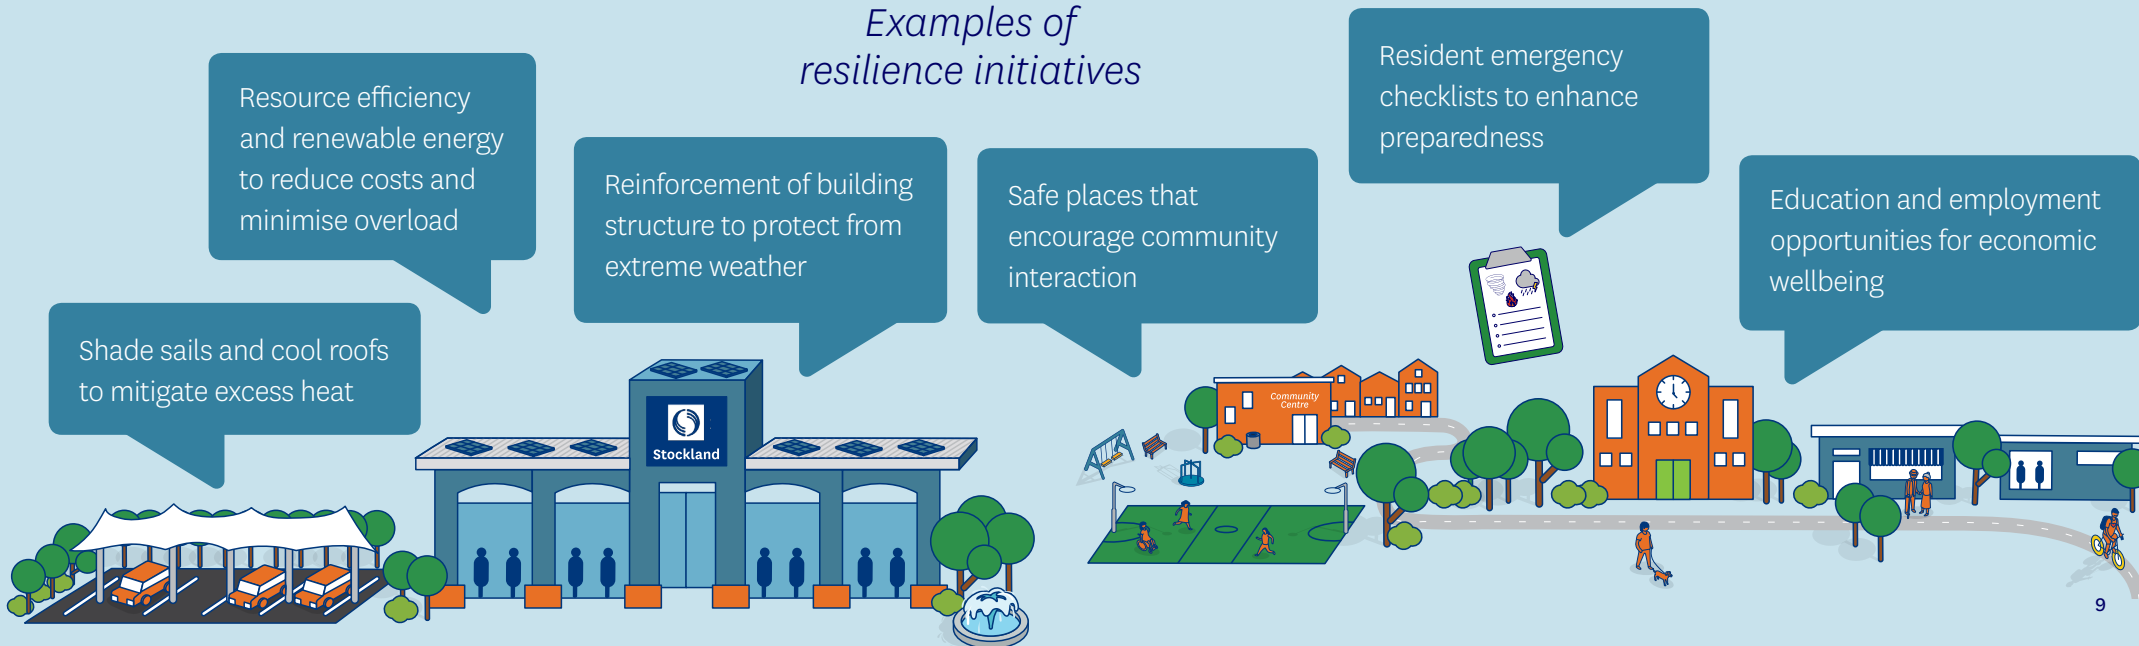 Examples of
resilience initiatives
Shade sails and cool roofs
to mitigate excess heat
Resource efficiency
and renewable energy
to reduce costs and
minimise overload
Reinforcement of building
structure to protect from
extreme weather
Safe places that
encourage community
interaction
Resident emergency
checklists to enhance
preparedness
Education and employment
opportunities for economic
wellbeing
Stockland
Community
Centre
9